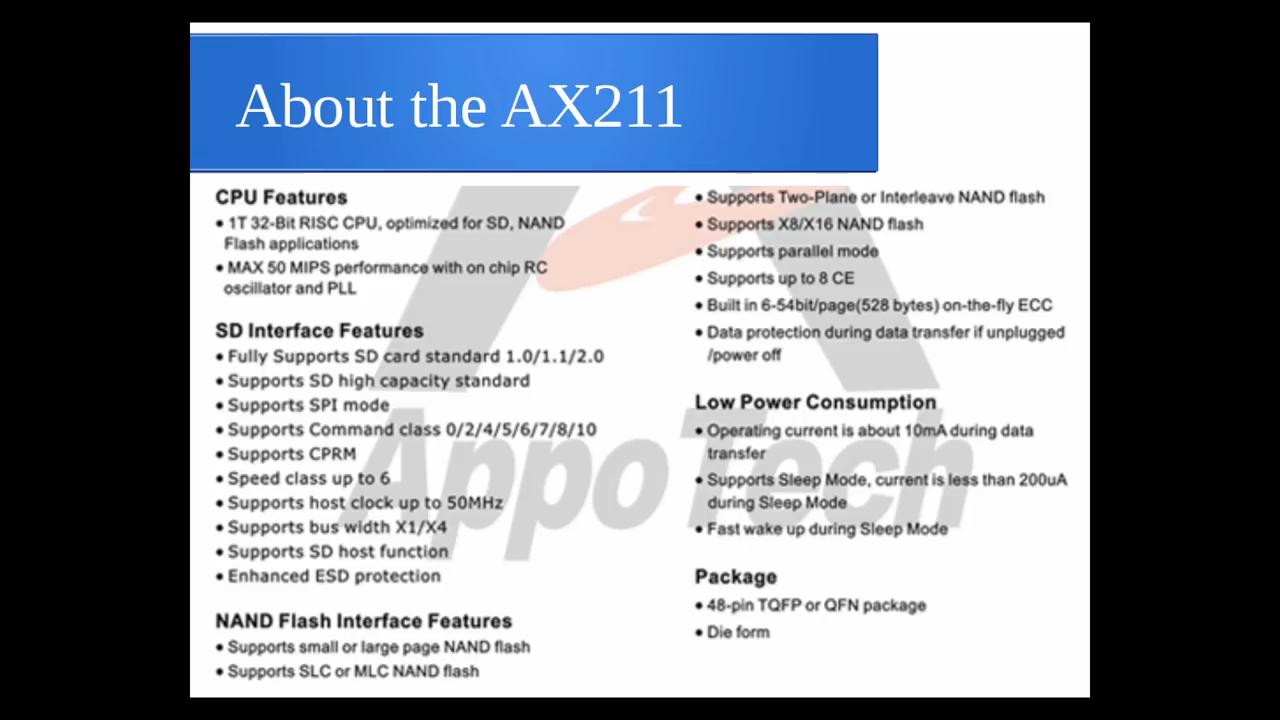 About the AX211
CPU Features
• 1T 32-Bit RISC CPU, optimized for SD, NAND
Flash applications
• MAX 50 MIPS performance with on chip RC
oscillator and PLL
SD Interface Features
• Fully Supports SD card standard 1.0/1.1/2.0
• Supports SD high capacity standard
• Supports SPI mode
• Supports Command class 0/2/4/5/6/7/8/10
• Supports CPRM
• Speed class up to 6
• Supports host clock up to 50MHz
• Supports bus width X1/X4
• Supports SD host function
• Enhanced ESD protection
NAND Flash Interface Features
• Supports small or large page NAND flash
• Supports SLC or MLC NAND flash
• Supports Two-Plane or Interleave NAND flash
• Supports X8/X16 NAND flash
• Supports parallel mode
• Supports up to 8 CE
• Built in 6-54bit/page(528 bytes) on-the-fly ECC
• Data protection during data transfer if unplugged
/power off
Low Power Consumption
• Operating current is about 10mA during data
transfer
• Supports Sleep Mode, current is less than 200uA
during Sleep Mode
• Fast wake up during Sleep Mode
Package
• 48-pin TQFP or QFN package
• Die form
AppoTech